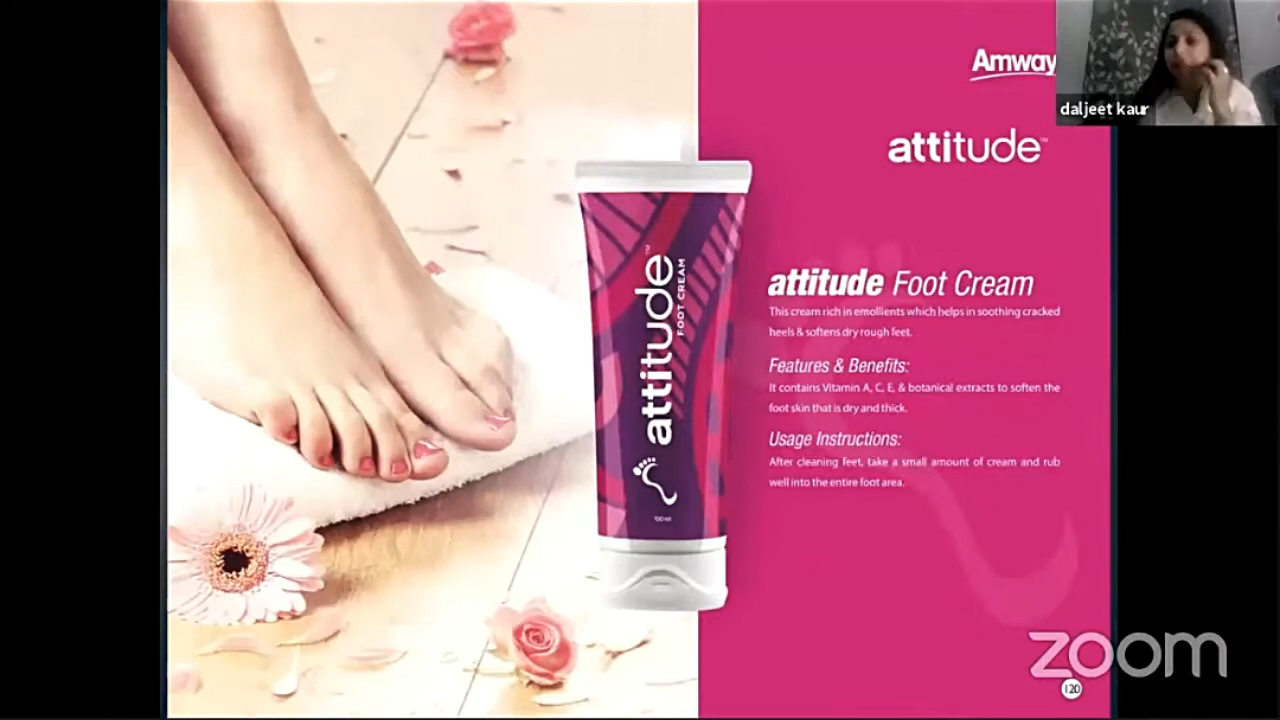 Amway
daljeet kaur
attitude™
attitude Foot Cream
This cream rich in emollients which helps in soothing cracked
heels & softens dry rough feet.
Features & Benefits:
It contains Vitamin A, C, E, & botanical extracts to soften the
foot skin that is dry and thick.
Usage Instructions:
After cleaning feet, take a small amount of cream and rub
well into the entire foot area.
attitude™
FOOT CREAM
100 ml
zoom
120